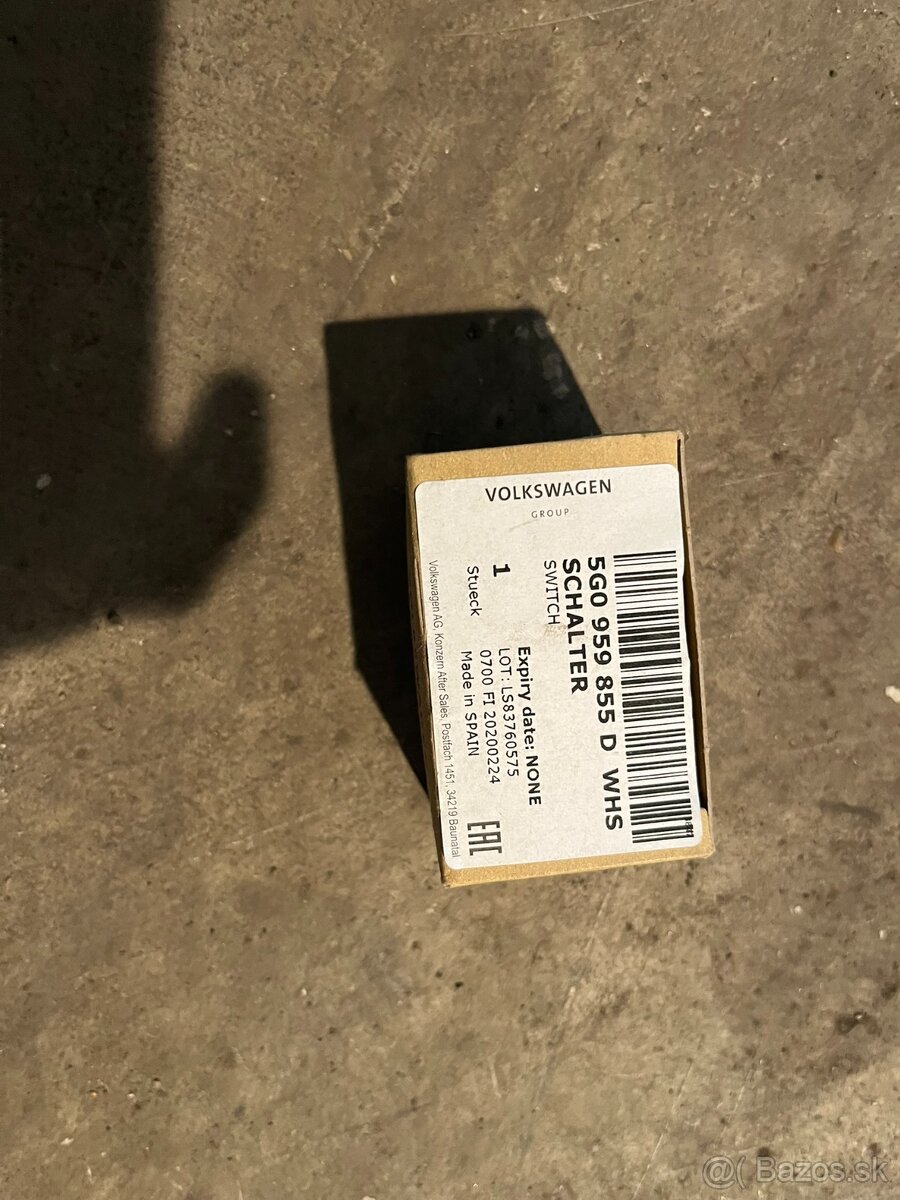 VOLKSWAGEN
GROUP
5G0 959 855 D WHS
SCHALTER
SWITCH
1
Stueck
Expiry date: NONE
LOT: LS83760575
0700 FI 20200224
Made in SPAIN
EAC
Volkswagen AG, Konzern After Sales, Postfach 1451, 34219 Baunatal
@( Bazos.sk